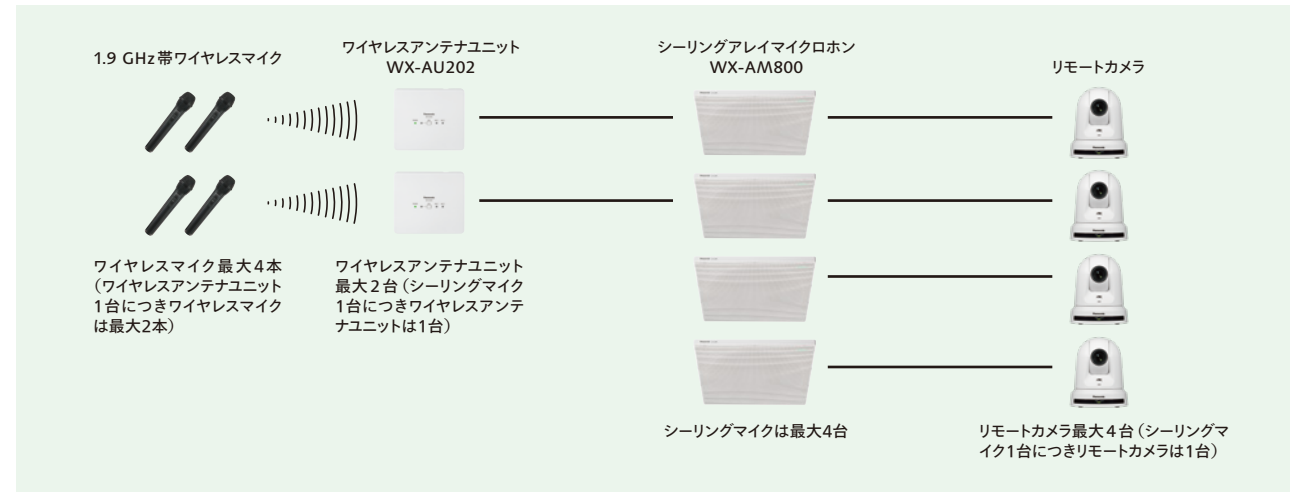 1.9 GHz帯ワイヤレスマイク
ワイヤレスアンテナユニット
WX-AU202
シーリングアレイマイクロホン
WX-AM800
リモートカメラ
ワイヤレスマイク最大4本
（ワイヤレスアンテナユニット
1台につきワイヤレスマイク
は最大2本）
ワイヤレスアンテナユニット
最大2台（シーリングマイク
1台につきワイヤレスアンテ
ナユニットは1台）
シーリングマイクは最大4台
リモートカメラ最大4台（シーリングマ
イク1台につきリモートカメラは1台）